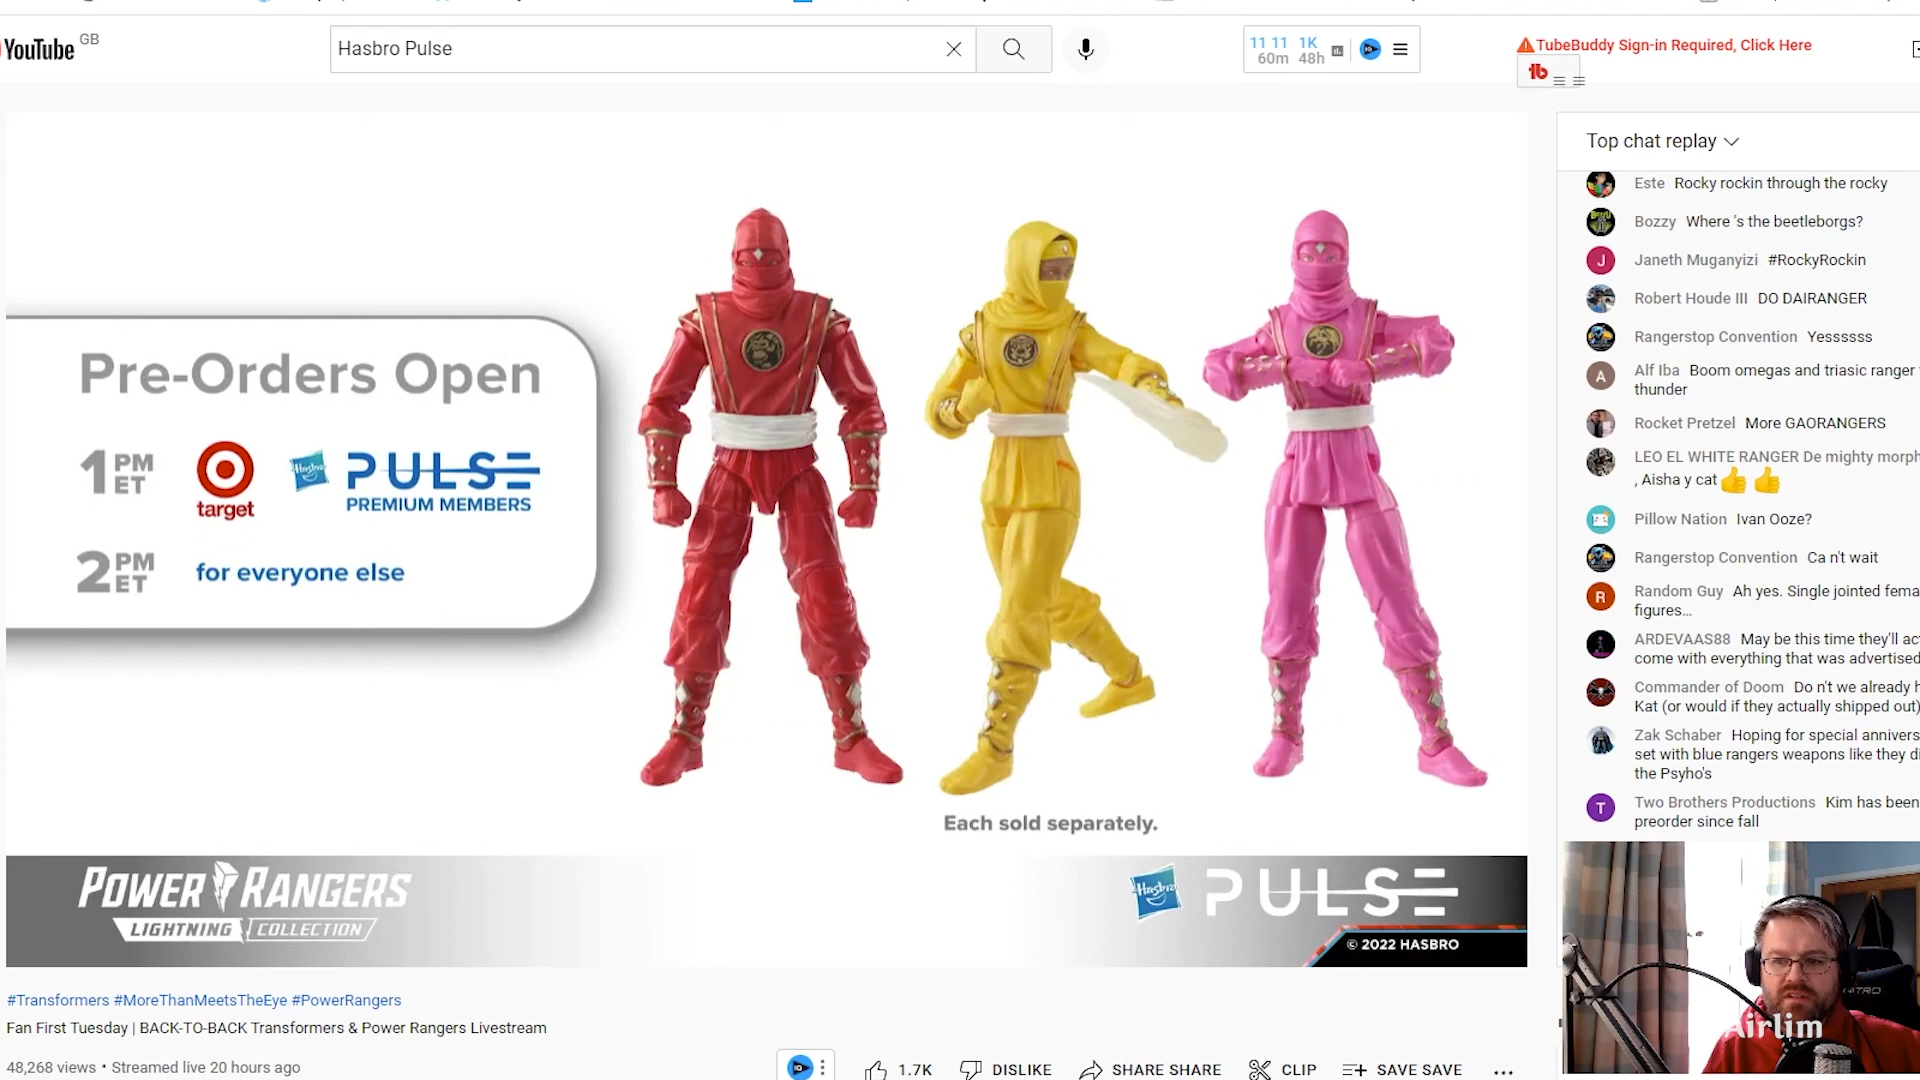 YouTube GB
Hasbro Pulse
11 11 1K
60m 48h
TubeBuddy Sign-in Required, Click Here
tb
Top chat replay
Este Rocky rockin through the rocky
Bozzy Where 's the beetleborgs?
J Janeth Muganyizi #RockyRockin
Robert Houde III DO DAIRANGER
Rangerstop Convention Yessssss
A Alf Iba Boom omegas and triasic ranger
thunder
Rocket Pretzel More GAORANGERS
LEO EL WHITE RANGER De mighty morph
, Aisha y cat
Pillow Nation Ivan Ooze?
Rangerstop Convention Ca n't wait
R Random Guy Ah yes. Single jointed fema
figures...
ARDEVAAS88 May be this time they'll ac
come with everything that was advertised
Commander of Doom Do n't we already h
Kat (or would if they actually shipped out)
Zak Schaber Hoping for special annivers
set with blue rangers weapons like they di
the Psyho's
T Two Brothers Productions Kim has been
preorder since fall
Pre-Orders Open
1 PM ET target Hasbro PULSE
PREMIUM MEMBERS
2 PM ET for everyone else
Each sold separately.
POWER RANGERS
LIGHTNING COLLECTION
Hasbro PULSE
© 2022 HASBRO
NITRO
Airlim
#Transformers #MoreThanMeetsTheEye #PowerRangers
Fan First Tuesday | BACK-TO-BACK Transformers & Power Rangers Livestream
48,268 views • Streamed live 20 hours ago
1.7K DISLIKE SHARE SHARE CLIP SAVE SAVE